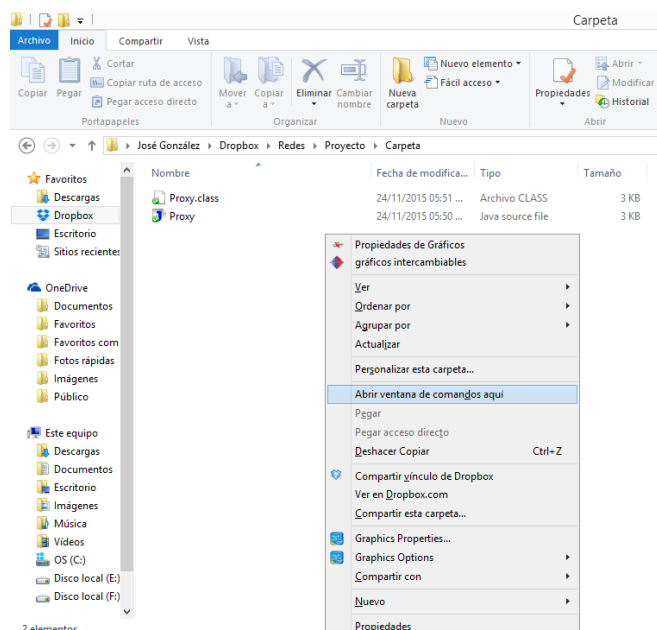 Carpeta
Archivo Inicio Compartir Vista
Copiar Pegar Cortar
Copiar ruta de acceso
Pegar acceso directo
Portapapeles
Mover a Copiar a Eliminar Cambiar nombre
Organizar
Nueva carpeta Nuevo elemento
Fácil acceso
Nuevo
Propiedades Abrir
Modificar
Historial
Abrir
José González Dropbox Redes Proyecto Carpeta
Favoritos
Descargas
Dropbox
Escritorio
Sitios recientes
OneDrive
Documentos
Favoritos
Favoritos com
Fotos rápidas
Imágenes
Público
Este equipo
Descargas
Documentos
Escritorio
Imágenes
Música
Vídeos
OS (C:)
Disco local (E:)
Disco local (F:)
2 elementos
Nombre Fecha de modifica... Tipo Tamaño
Proxy.class 24/11/2015 05:51 ... Archivo CLASS 3 KB
Proxy 24/11/2015 05:50 ... Java source file 3 KB
Propiedades de Gráficos
gráficos intercambiables
Ver
Ordenar por
Agrupar por
Actualizar
Personalizar esta carpeta...
Abrir ventana de comandos aquí
Pegar
Pegar acceso directo
Deshacer Copiar Ctrl+Z
Compartir vínculo de Dropbox
Ver en Dropbox.com
Compartir esta carpeta...
Graphics Properties...
Graphics Options
Compartir con
Nuevo
Propiedades